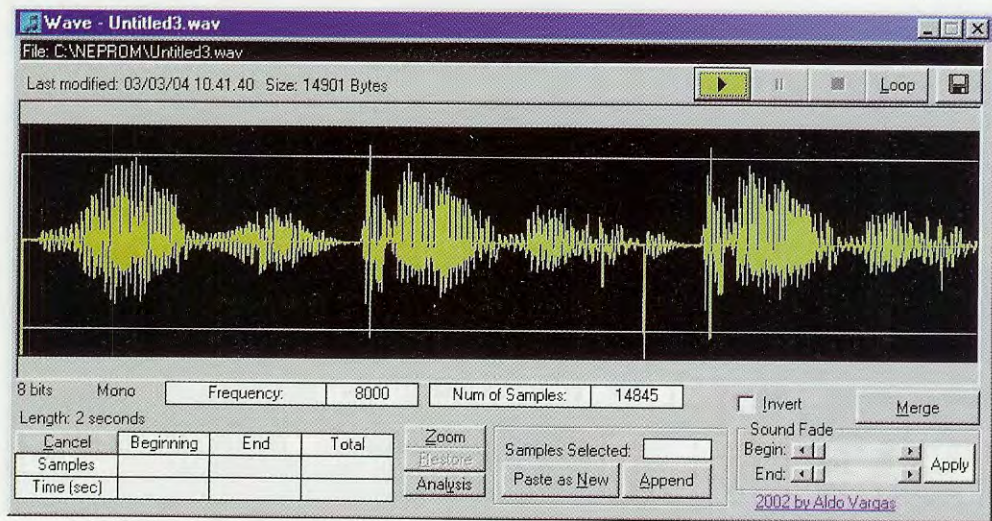 Wave - Untitled3.wav
File: C:\NEPROM\Untitled3.wav
Last modified: 03/03/04 10.41.40 Size: 14901 Bytes
Loop
8 bits Mono Frequency: 8000 Num of Samples: 14845
Length: 2 seconds
Cancel Beginning End Total
Samples
Time (sec)
Zoom
Restore
Analysis
Samples Selected:
Paste as New Append
Invert Merge
Sound Fade
Begin:
End:
Apply
2002 by Aldo Vargas